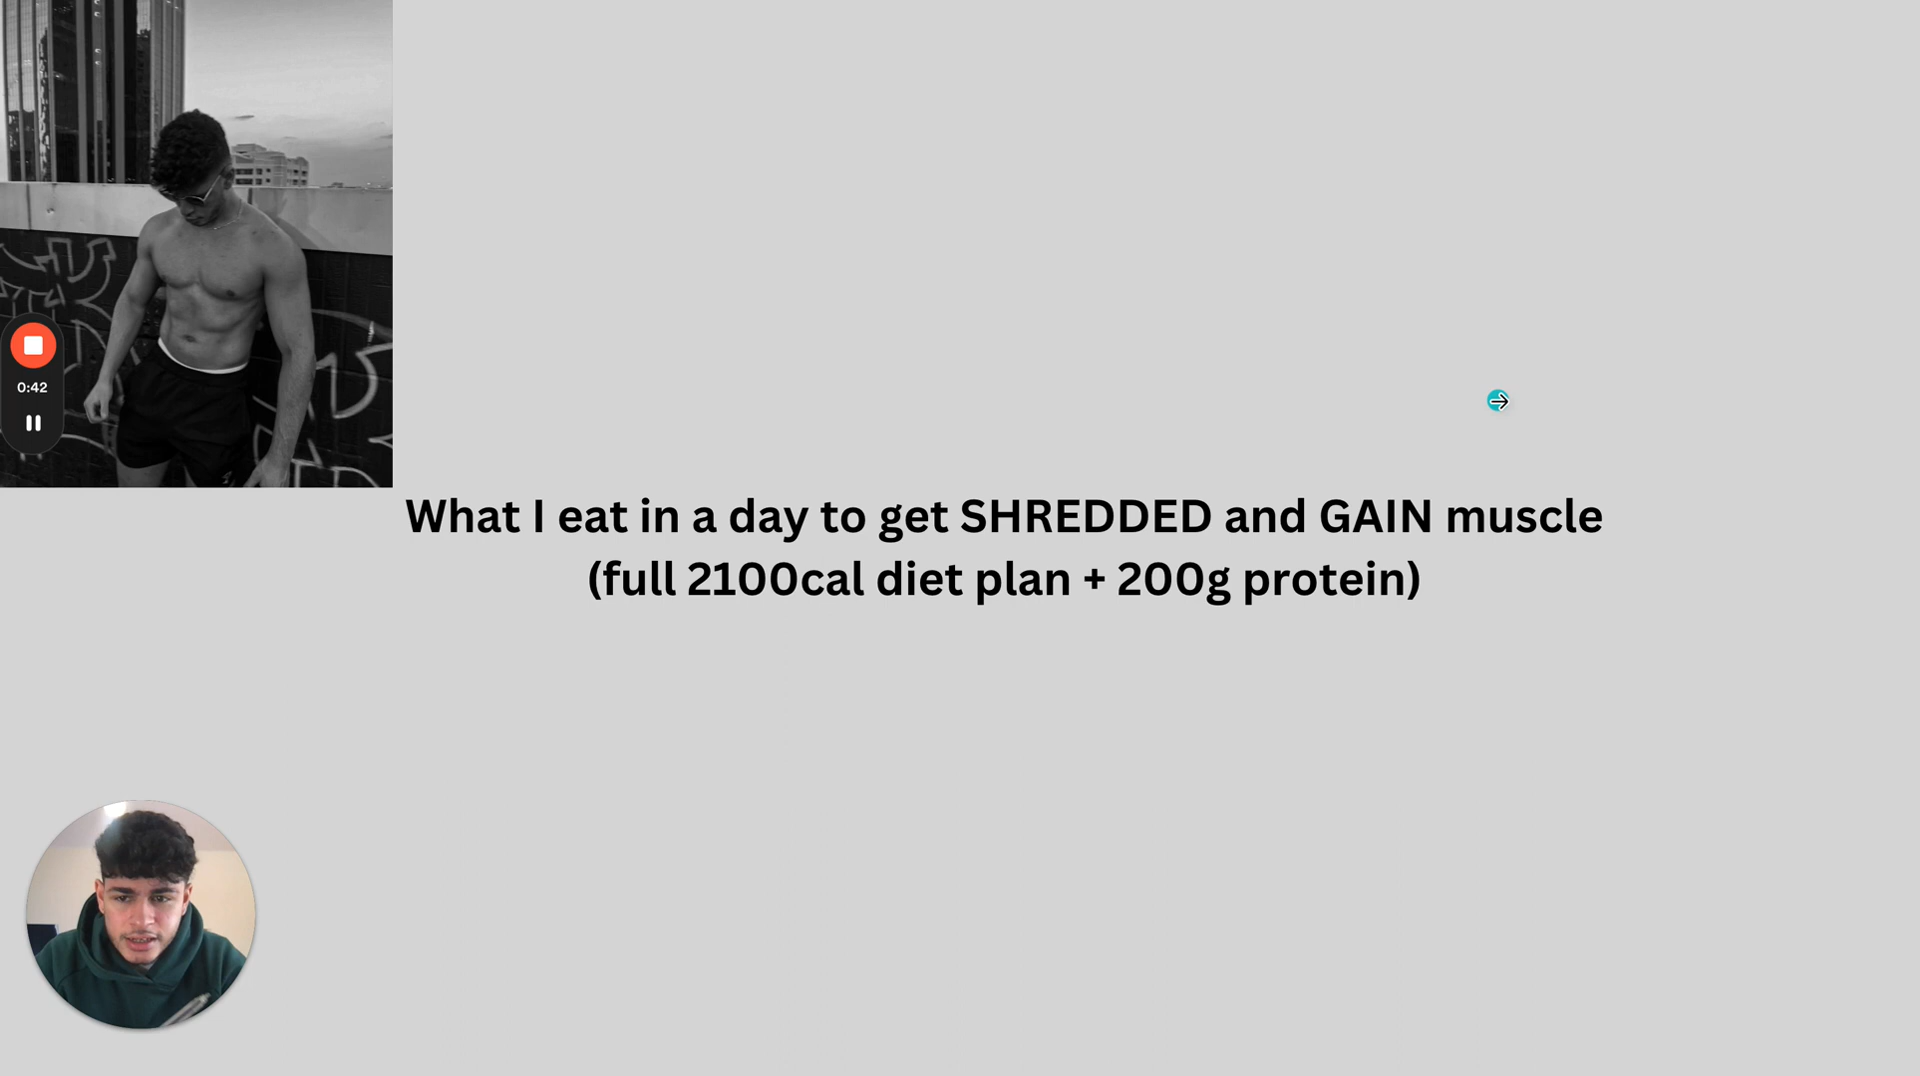 0:42
What I eat in a day to get SHREDDED and GAIN muscle
(full 2100cal diet plan + 200g protein)